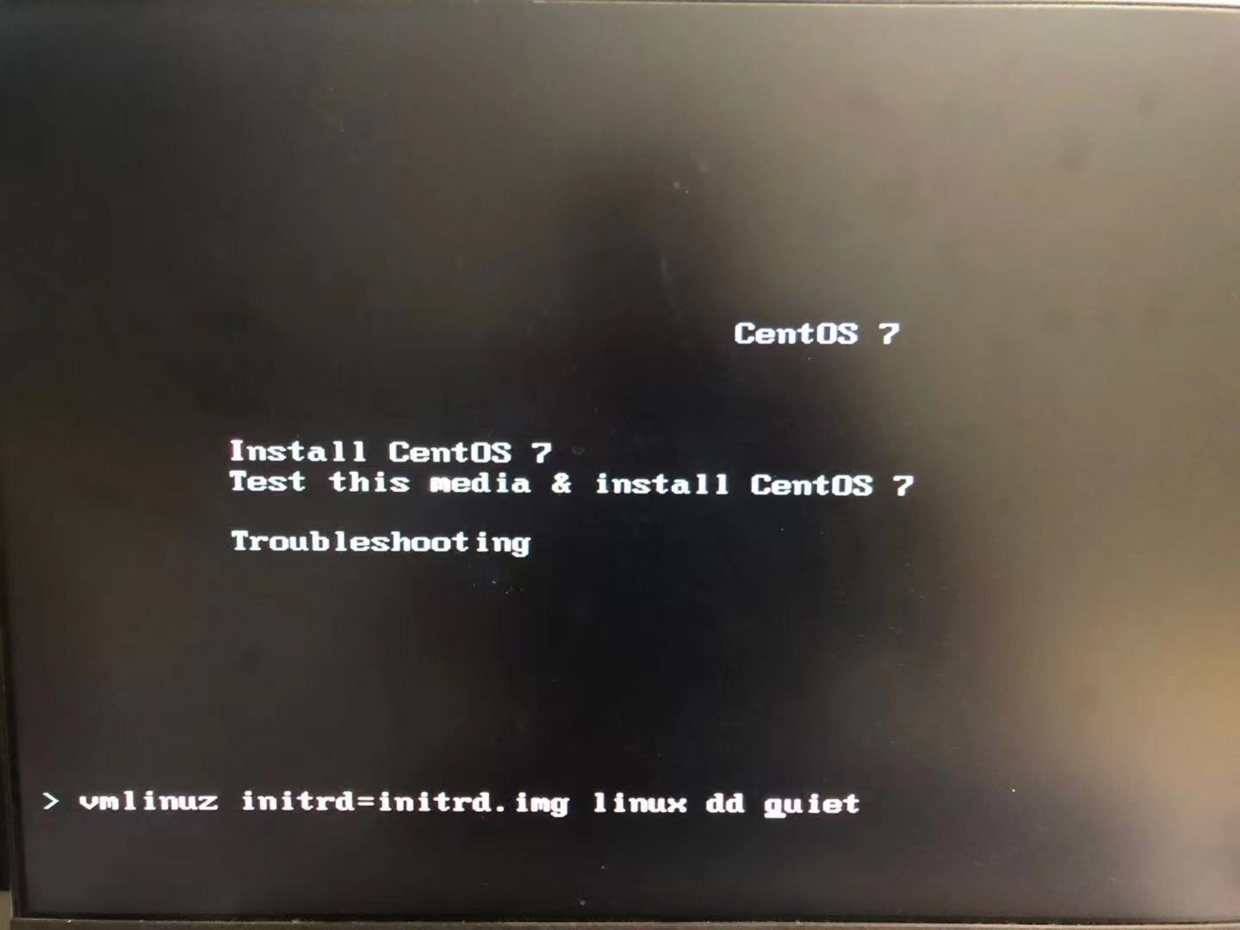 CentOS 7
Install CentOS 7
Test this media & install CentOS 7
Troubleshooting
> vmlinuz initrd=initrd.img linux dd quiet